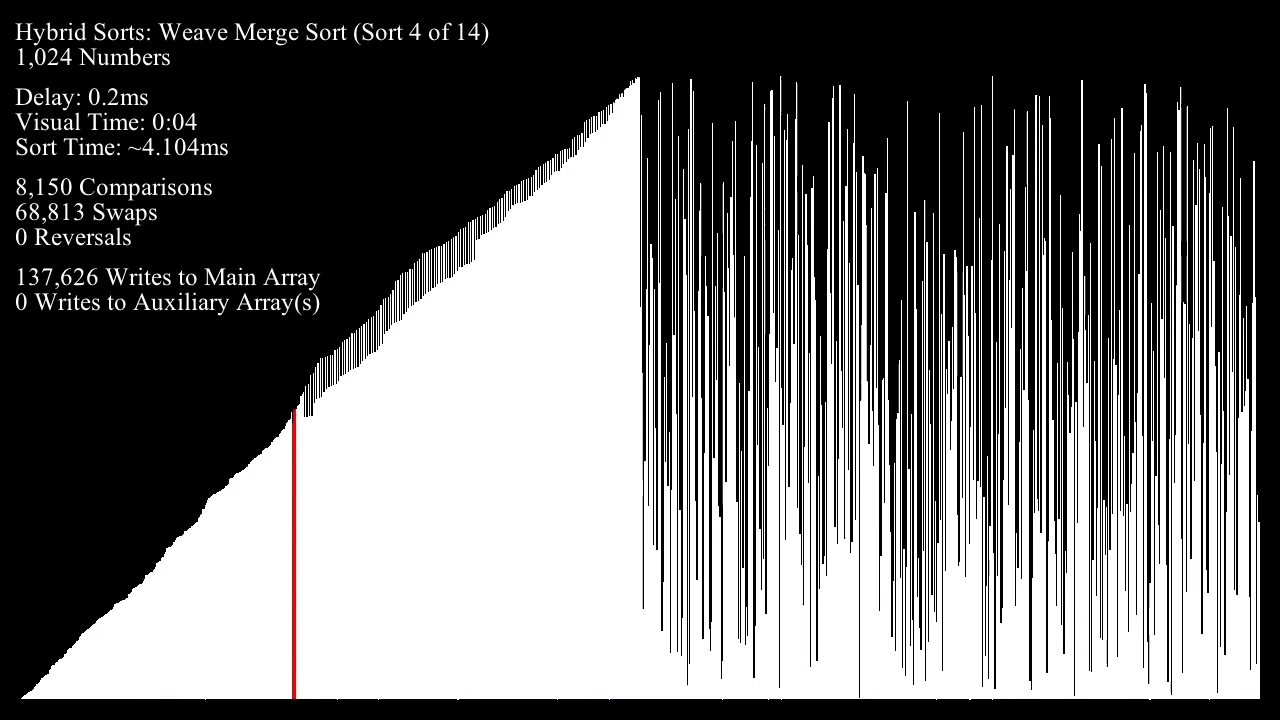 Hybrid Sorts: Weave Merge Sort (Sort 4 of 14)
1,024 Numbers
Delay: 0.2ms
Visual Time: 0:04
Sort Time: ~4.104ms
8,150 Comparisons
68,813 Swaps
0 Reversals
137,626 Writes to Main Array
0 Writes to Auxiliary Array(s)